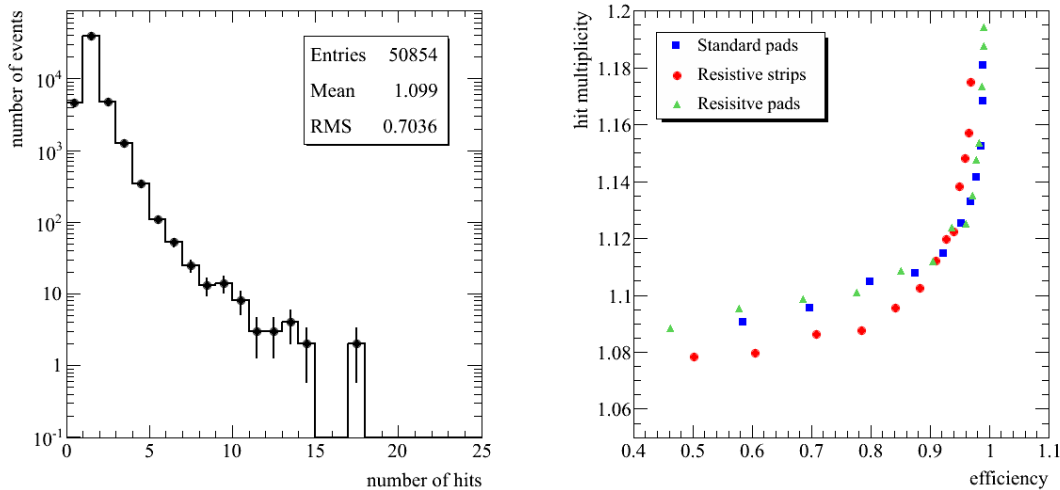 number of events
Entries 50854
Mean 1.099
RMS 0.7036
10^4
10^3
10^2
10
1
10^-1
0 5 10 15 20 25
number of hits
hit multiplicity
Standard pads
Resistive strips
Resisitve pads
1.2
1.18
1.16
1.14
1.12
1.1
1.08
1.06
0.4 0.5 0.6 0.7 0.8 0.9 1 1.1
efficiency